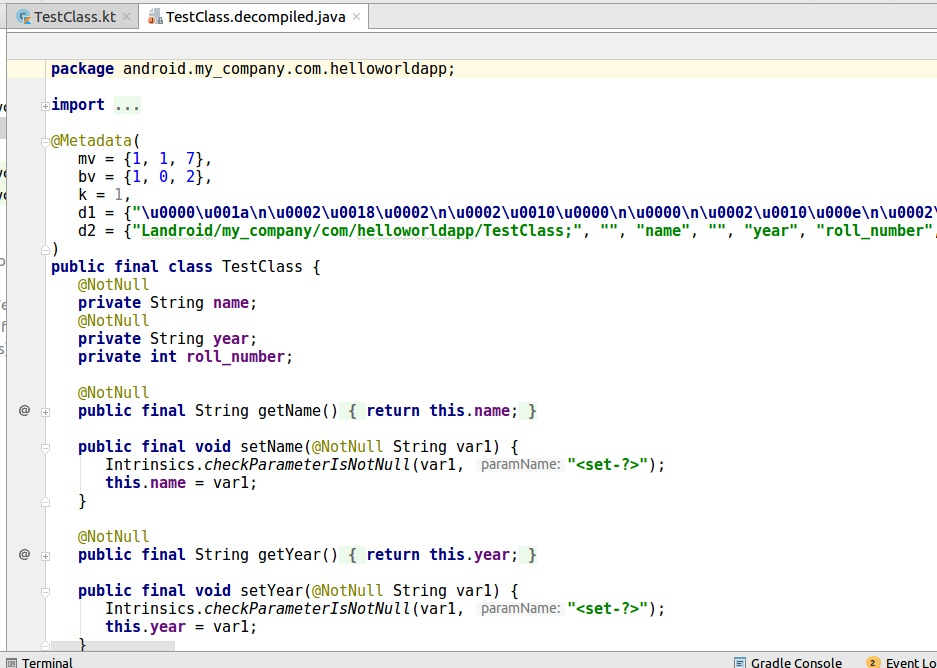 TestClass.kt × TestClass.decompiled.java ×
package android.my_company.com.helloworldapp;
import ...
@Metadata(
mv = {1, 1, 7},
bv = {1, 0, 2},
k = 1,
d1 = {"\u0000\u001a\n\u0002\u0018\u0002\n\u0002\u0010\u0000\n\u0000\n\u0002\u0010\u000e\n\u0002\
d2 = {"Landroid/my_company/com/helloworldapp/TestClass;", "", "name", "", "year", "roll_number",
)
public final class TestClass {
@NotNull
private String name;
@NotNull
private String year;
private int roll_number;
@NotNull
@ public final String getName() { return this.name; }
public final void setName(@NotNull String var1) {
Intrinsics.checkParameterIsNotNull(var1, paramName: "<set-?>");
this.name = var1;
}
@NotNull
@ public final String getYear() { return this.year; }
public final void setYear(@NotNull String var1) {
Intrinsics.checkParameterIsNotNull(var1, paramName: "<set-?>");
this.year = var1;
}
Terminal Gradle Console 2 Event Lo